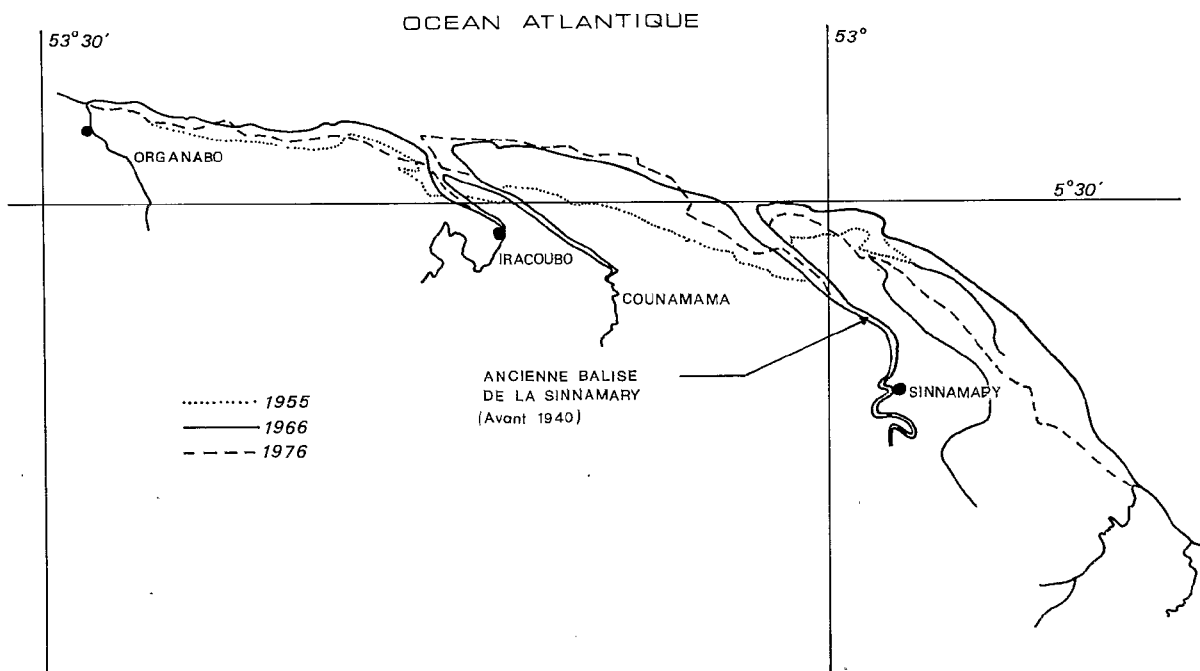 OCEAN ATLANTIQUE
53° 30'
53°
ORGANABO
5° 30'
IRACOUBO
COUNAMAMA
ANCIENNE BALISE
DE LA SINNAMARY
(Avant 1940)
SINNAMARY
1955
1966
1976